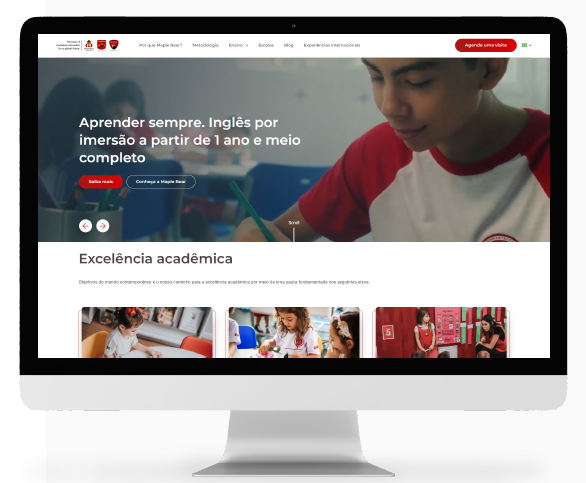 Por que Maple Bear?
Metodologia
Ensino
Escolas
Blog
Experiências Internacionais
Agende uma visita
Aprender sempre. Inglês por
imersão a partir de 1 ano e meio
completo
Saiba mais
Conheça a Maple Bear
Scroll
Excelência acadêmica
Objetivos do mundo contemporâneo e o nosso caminho para a excelência acadêmica por meio de uma pauta fundamentada nos seguintes eixos:
5